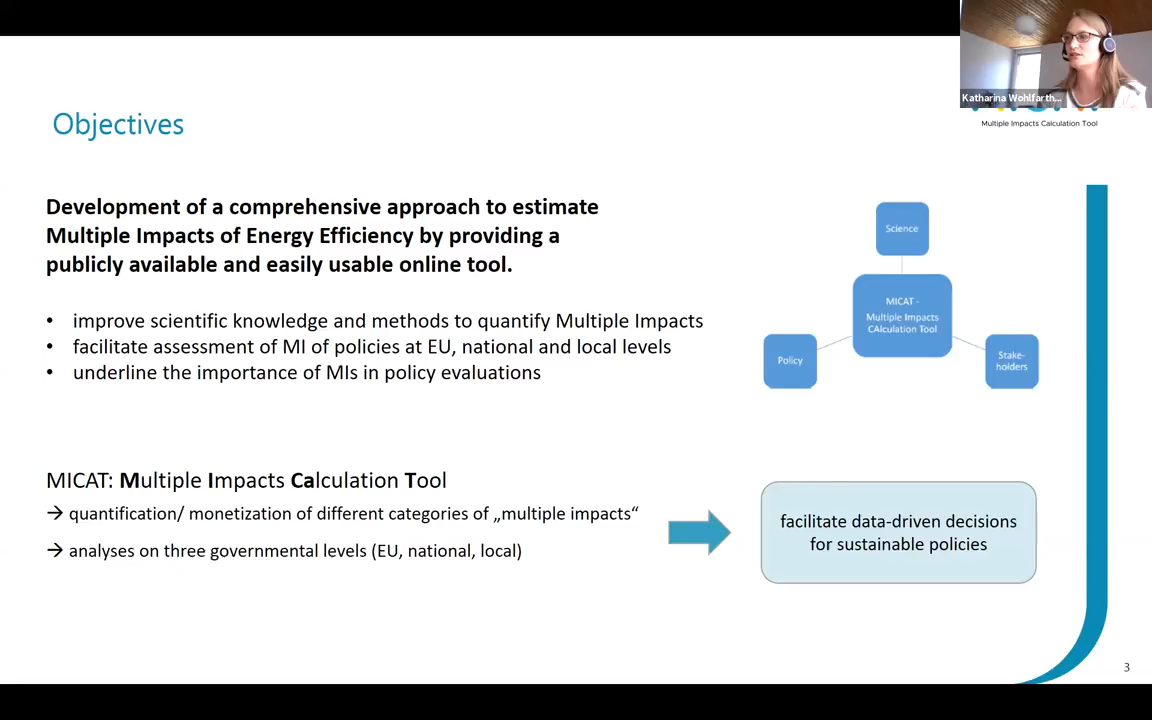 Katharina Wohlfarth...
Multiple Impacts Calculation Tool
Objectives
Development of a comprehensive approach to estimate
Multiple Impacts of Energy Efficiency by providing a
publicly available and easily usable online tool.
• improve scientific knowledge and methods to quantify Multiple Impacts
• facilitate assessment of MI of policies at EU, national and local levels
• underline the importance of MIs in policy evaluations
Science
MICAT -
Multiple Impacts
CAlculation Tool
Policy
Stake-
holders
MICAT: Multiple Impacts Calculation Tool
→ quantification/ monetization of different categories of „multiple impacts“
→ analyses on three governmental levels (EU, national, local)
facilitate data-driven decisions
for sustainable policies
3